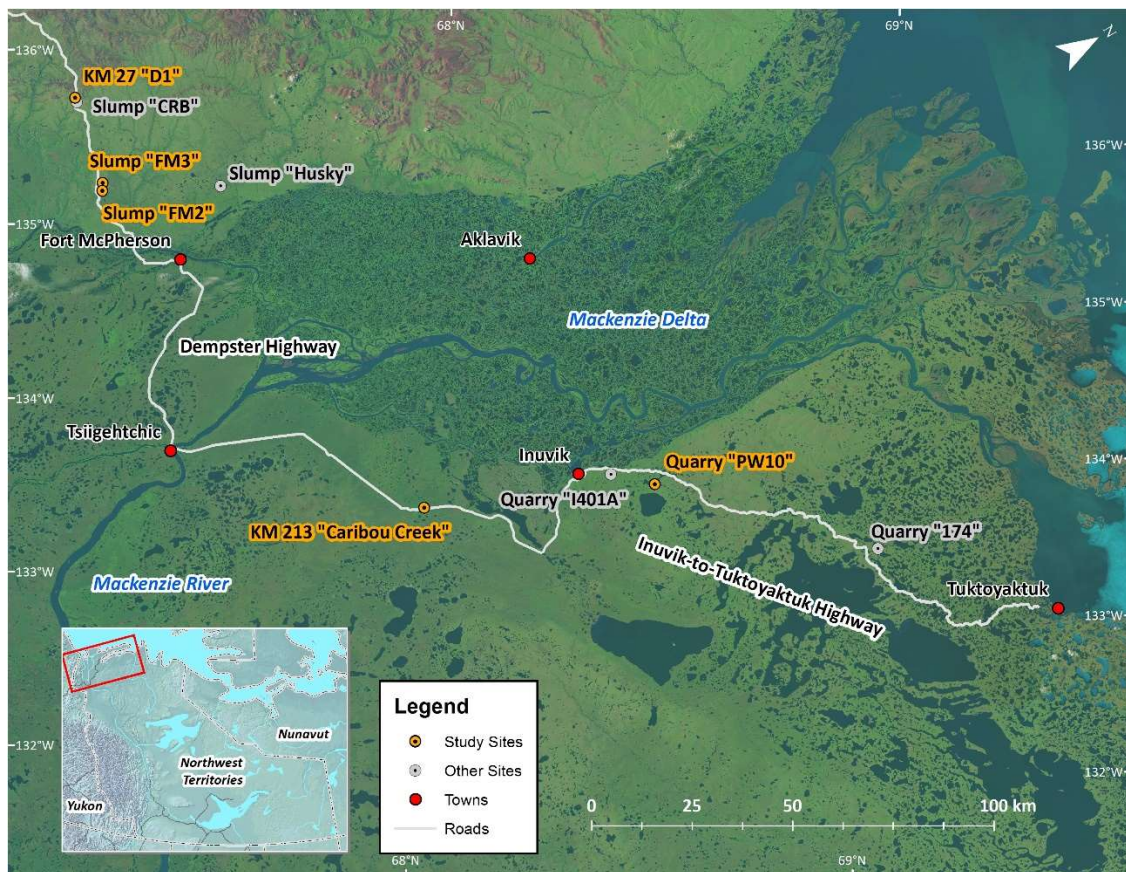 68°N
69°N
N
136°W
KM 27 "D1"
Slump "CRB"
136°W
Slump "FM3"
Slump "Husky"
Slump "FM2"
135°W
Fort McPherson
Aklavik
135°W
Mackenzie Delta
Dempster Highway
134°W
Tsiigehtchic
Inuvik
134°W
Quarry "PW10"
Quarry "I401A"
KM 213 "Caribou Creek"
Quarry "174"
Inuvik-to-Tuktoyaktuk Highway
133°W
Mackenzie River
Tuktoyaktuk
133°W
Legend
Study Sites
Other Sites
Towns
Roads
Nunavut
Northwest
Territories
Yukon
132°W
132°W
0 25 50 100 km
68°N
69°N